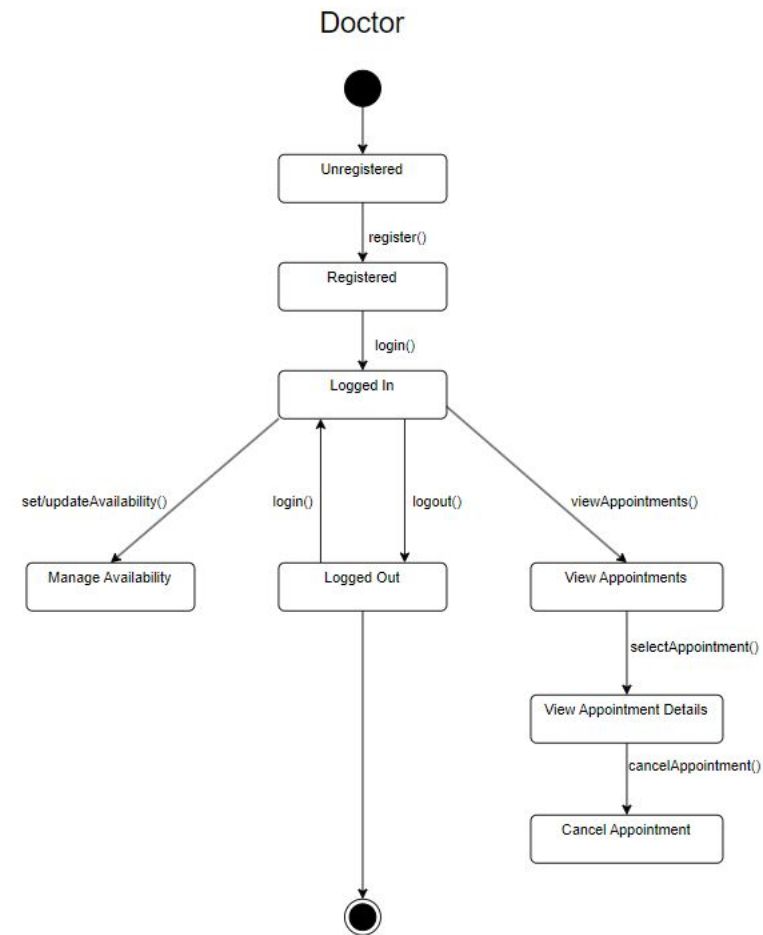 Doctor
Unregistered
register()
Registered
login()
Logged In
set/updateAvailability()
login()
logout()
viewAppointments()
Manage Availability
Logged Out
View Appointments
selectAppointment()
View Appointment Details
cancelAppointment()
Cancel Appointment